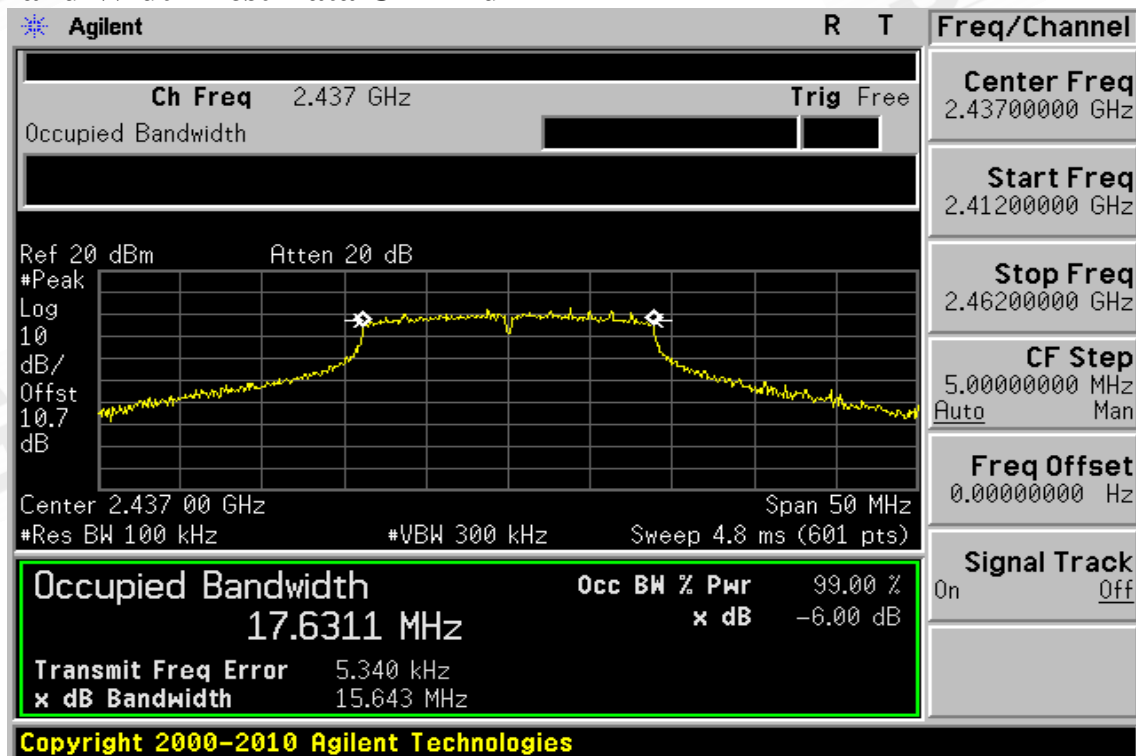 Agilent R T
Freq/Channel
Ch Freq 2.437 GHz Trig Free
Occupied Bandwidth
Center Freq
2.43700000 GHz
Start Freq
2.41200000 GHz
Stop Freq
2.46200000 GHz
CF Step
5.00000000 MHz
Auto Man
Freq Offset
0.00000000 Hz
Signal Track
On Off
Ref 20 dBm Atten 20 dB
#Peak
Log
10
dB/
Offst
10.7
dB
Center 2.437 00 GHz Span 50 MHz
#Res BW 100 kHz #VBW 300 kHz Sweep 4.8 ms (601 pts)
Occupied Bandwidth Occ BW % Pwr 99.00 %
17.6311 MHz x dB -6.00 dB
Transmit Freq Error 5.340 kHz
x dB Bandwidth 15.643 MHz
Copyright 2000-2010 Agilent Technologies